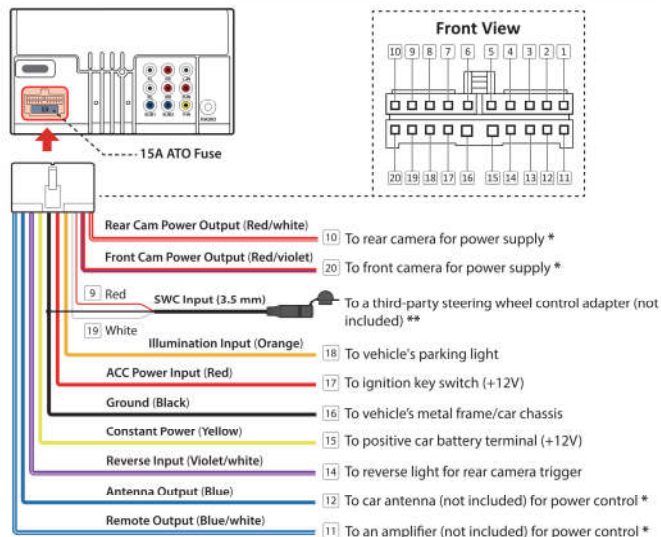 Front View
10 9 8 7 6 5 4 3 2 1
20 19 18 17 16 15 14 13 12 11
RADIO
15A ATO Fuse
Rear Cam Power Output (Red/white)
10 To rear camera for power supply *
Front Cam Power Output (Red/violet)
20 To front camera for power supply *
9 Red
SWC Input (3.5 mm)
19 White
To a third-party steering wheel control adapter (not
included) **
Illumination Input (Orange)
18 To vehicle's parking light
ACC Power Input (Red)
17 To ignition key switch (+12V)
Ground (Black)
16 To vehicle's metal frame/car chassis
Constant Power (Yellow)
15 To positive car battery terminal (+12V)
Reverse Input (Violet/white)
14 To reverse light for rear camera trigger
Antenna Output (Blue)
12 To car antenna (not included) for power control *
Remote Output (Blue/white)
11 To an amplifier (not included) for power control *